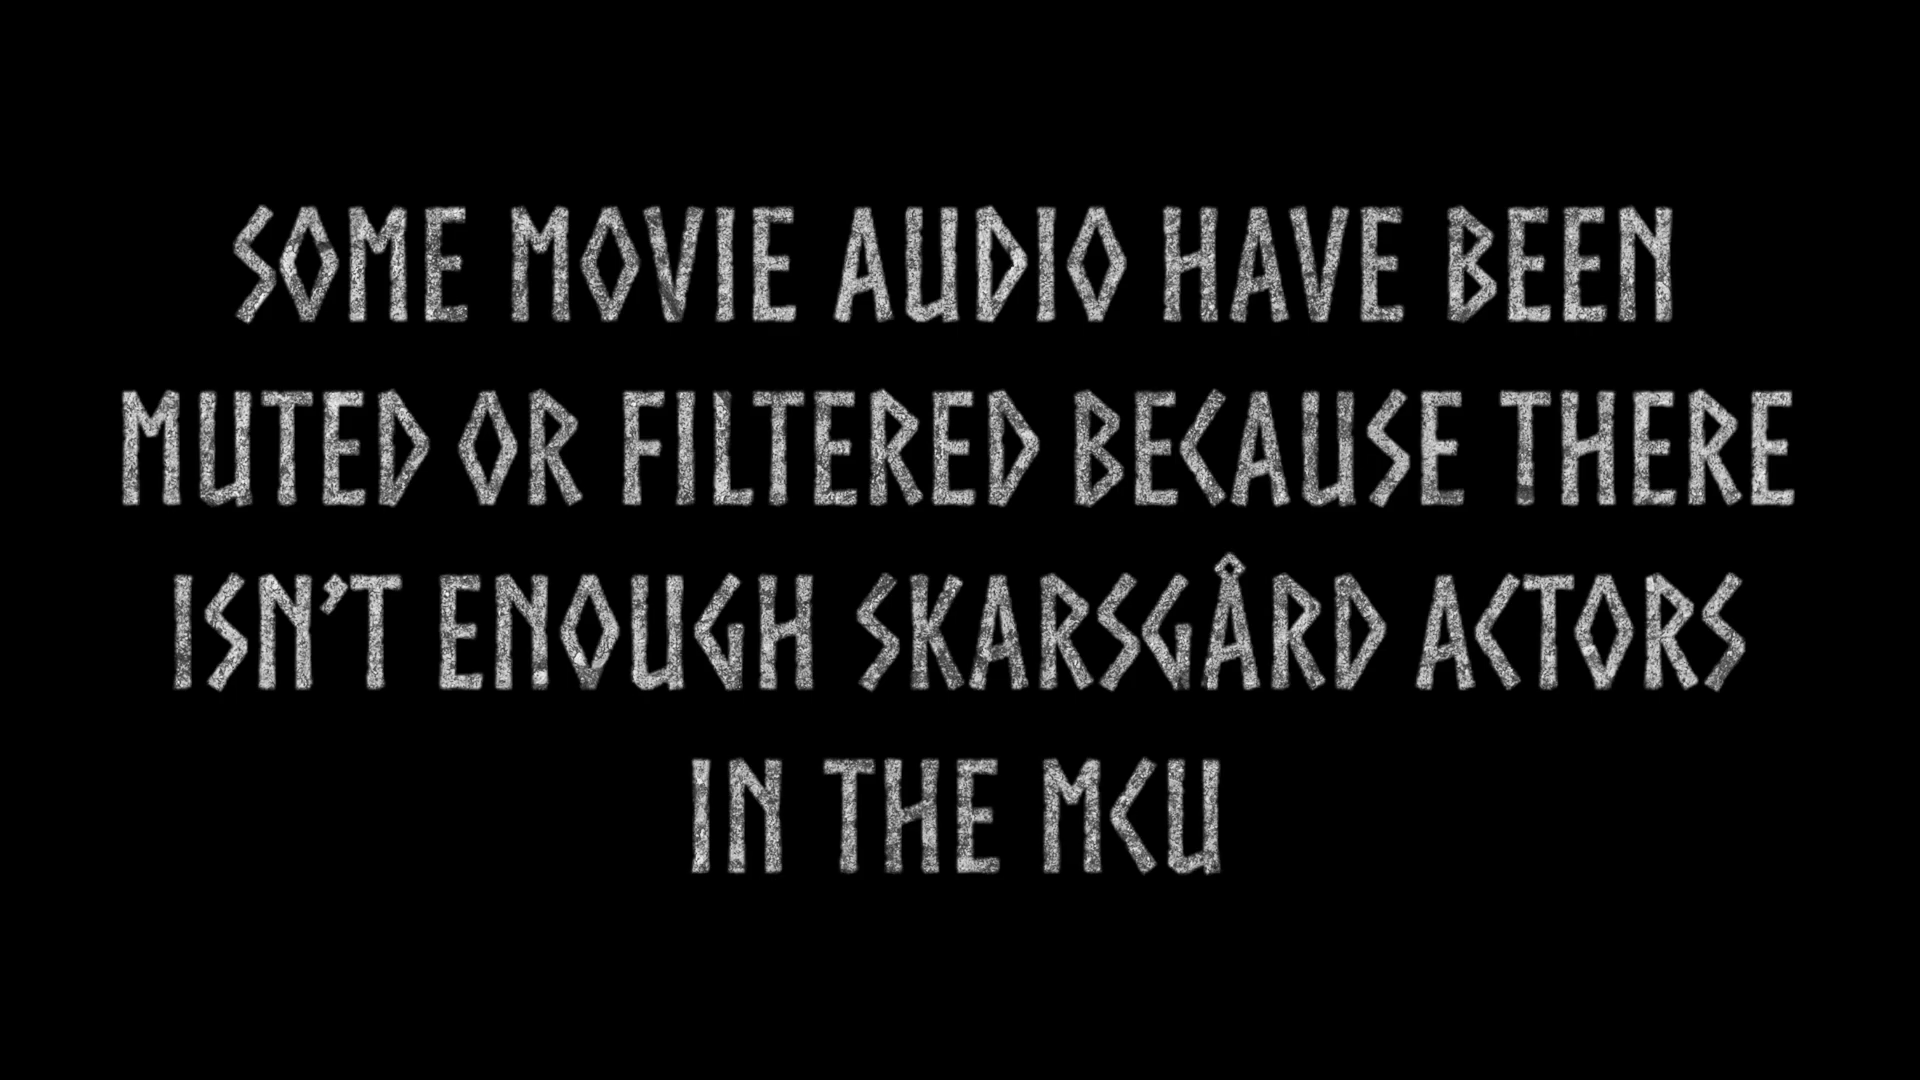 SOME MOVIE AUDIO HAVE BEEN
MUTED OR FILTERED BECAUSE THERE
ISN’T ENOUGH SKARSGÅRD ACTORS
IN THE MCU